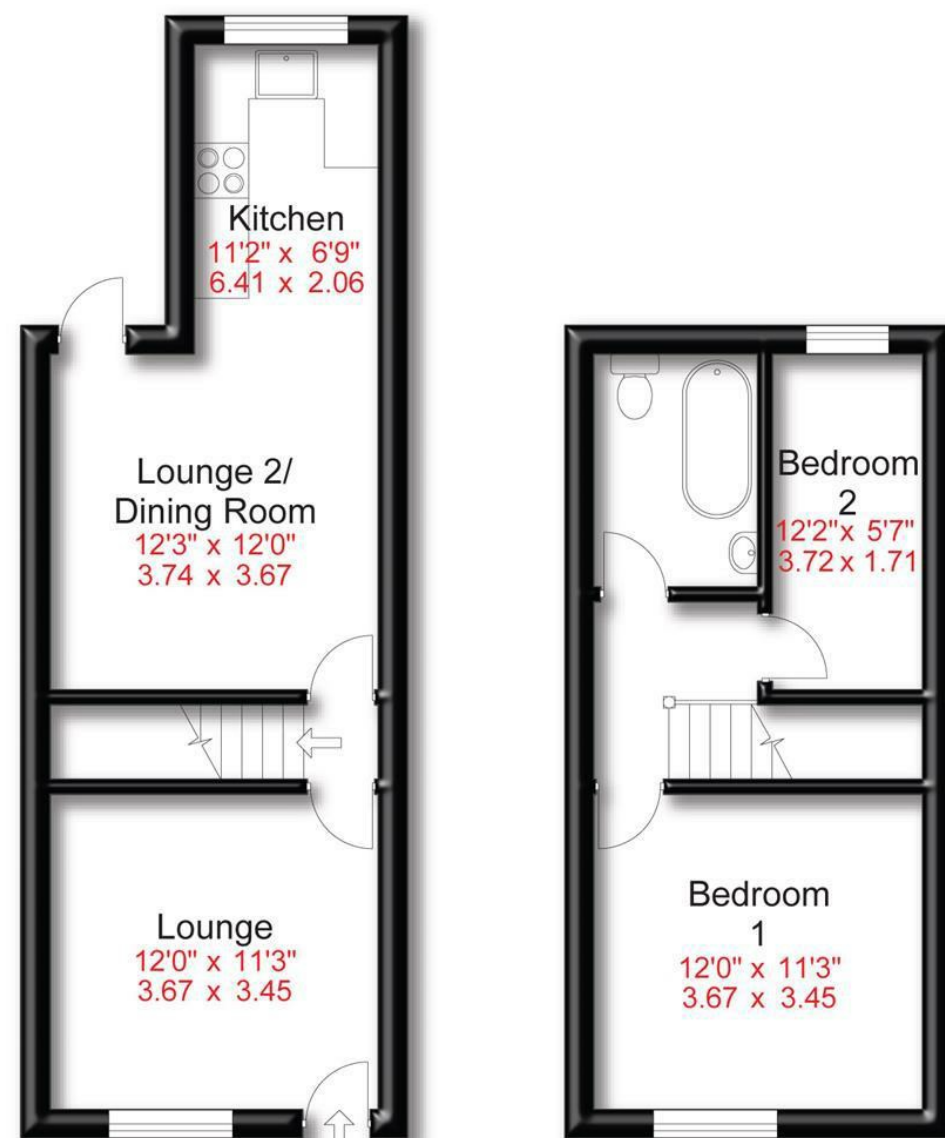 Kitchen
11'2" x 6'9"
6.41 x 2.06
Lounge 2/
Dining Room
12'3" x 12'0"
3.74 x 3.67
Lounge
12'0" x 11'3"
3.67 x 3.45
Bedroom
2
12'2"x 5'7"
3.72 x 1.71
Bedroom
1
12'0" x 11'3"
3.67 x 3.45